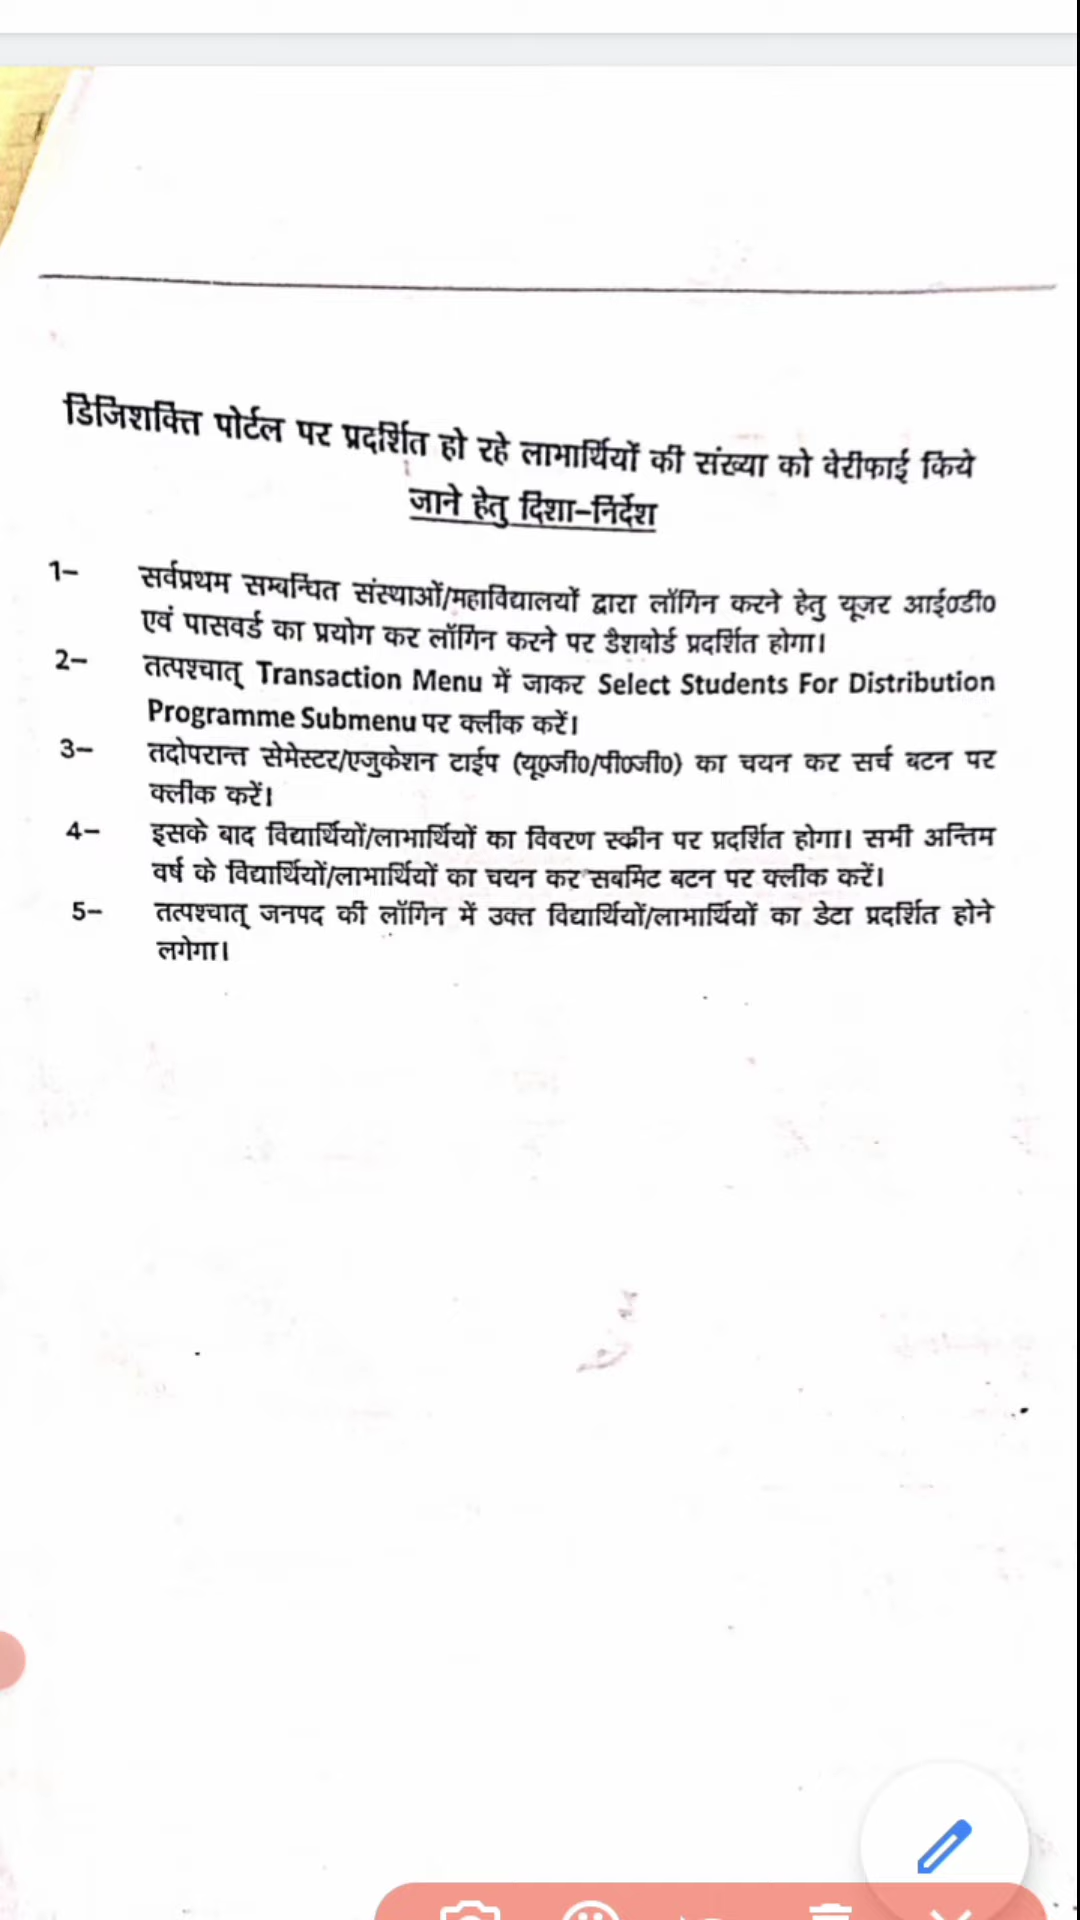 डिजिशक्ति पोर्टल पर प्रदर्शित हो रहे लाभार्थियों की संख्या को वेरीफाई किये
जाने हेतु दिशा-निर्देश
1- सर्वप्रथम सम्बन्धित संस्थाओं/महाविद्यालयों द्वारा लॉगिन करने हेतु यूजर आई०डी०
एवं पासवर्ड का प्रयोग कर लॉगिन करने पर डैशबोर्ड प्रदर्शित होगा।
2- तत्पश्चात् Transaction Menu में जाकर Select Students For Distribution
Programme Submenu पर क्लीक करें।
3- तदोपरान्त सेमेस्टर/एजुकेशन टाईप (यू०जी०/पी०जी०) का चयन कर सर्च बटन पर
क्लीक करें।
4- इसके बाद विद्यार्थियों/लाभार्थियों का विवरण स्कीन पर प्रदर्शित होगा। सभी अन्तिम
वर्ष के विद्यार्थियों/लाभार्थियों का चयन कर सबमिट बटन पर क्लीक करें।
5- तत्पश्चात् जनपद की लॉगिन में उक्त विद्यार्थियों/लाभार्थियों का डेटा प्रदर्शित होने
लगेगा।